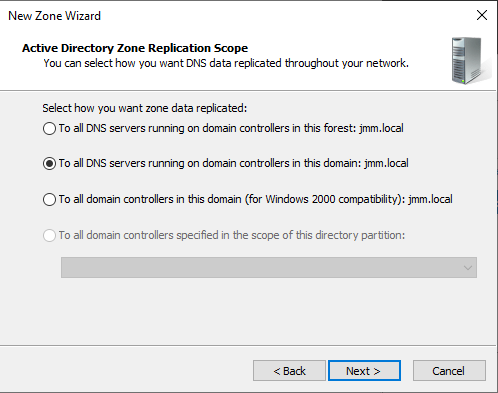 New Zone Wizard
Active Directory Zone Replication Scope
You can select how you want DNS data replicated throughout your network.
Select how you want zone data replicated:
To all DNS servers running on domain controllers in this forest: jmm.local
To all DNS servers running on domain controllers in this domain: jmm.local
To all domain controllers in this domain (for Windows 2000 compatibility): jmm.local
To all domain controllers specified in the scope of this directory partition:
< Back
Next >
Cancel